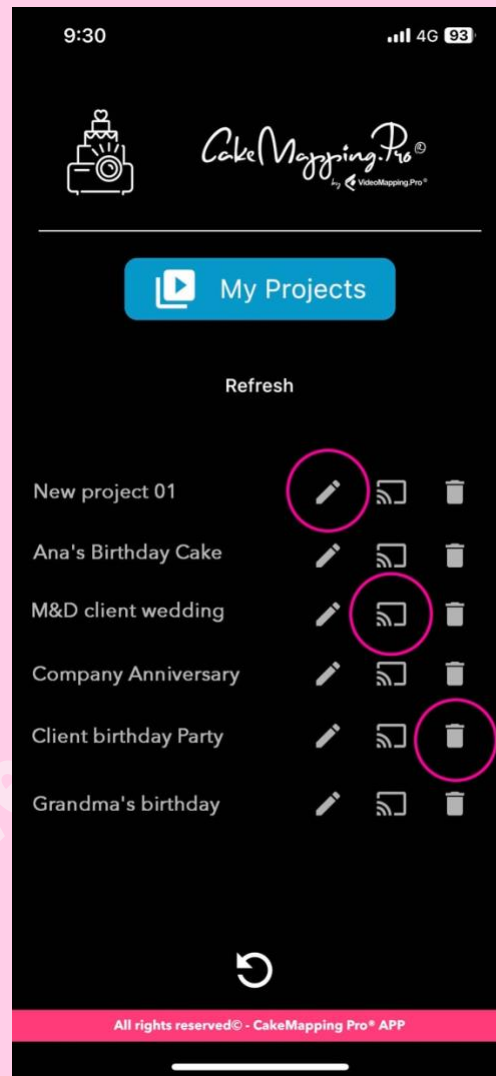 9:30
4G 93
CakeMapping.Pro®
by VideoMapping.Pro®
My Projects
Refresh
New project 01
Ana's Birthday Cake
M&D client wedding
Company Anniversary
Client birthday Party
Grandma's birthday
All rights reserved© - CakeMapping Pro® APP